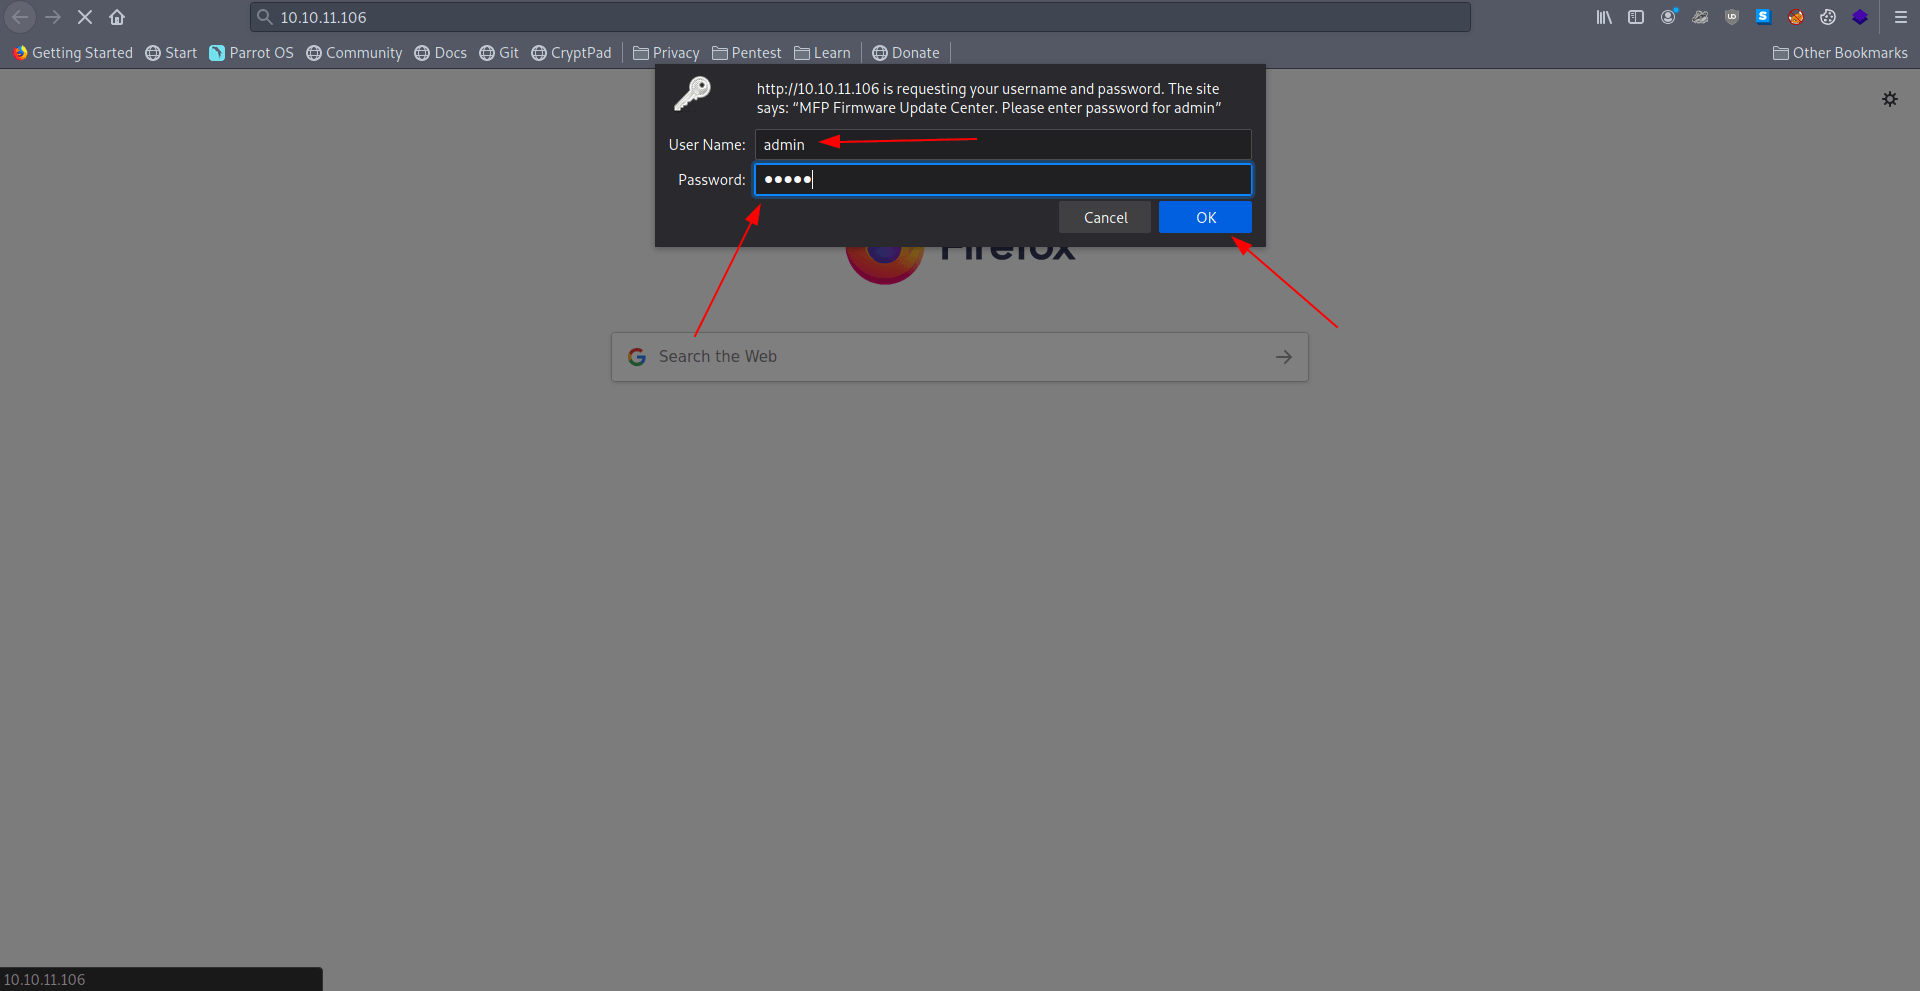 10.10.11.106
Getting Started Start Parrot OS Community Docs Git CryptPad Privacy Pentest Learn Donate Other Bookmarks
http://10.10.11.106 is requesting your username and password. The site
says: “MFP Firmware Update Center. Please enter password for admin”
User Name: admin
Password: •••••
Cancel OK
Firefox
Search the Web
10.10.11.106